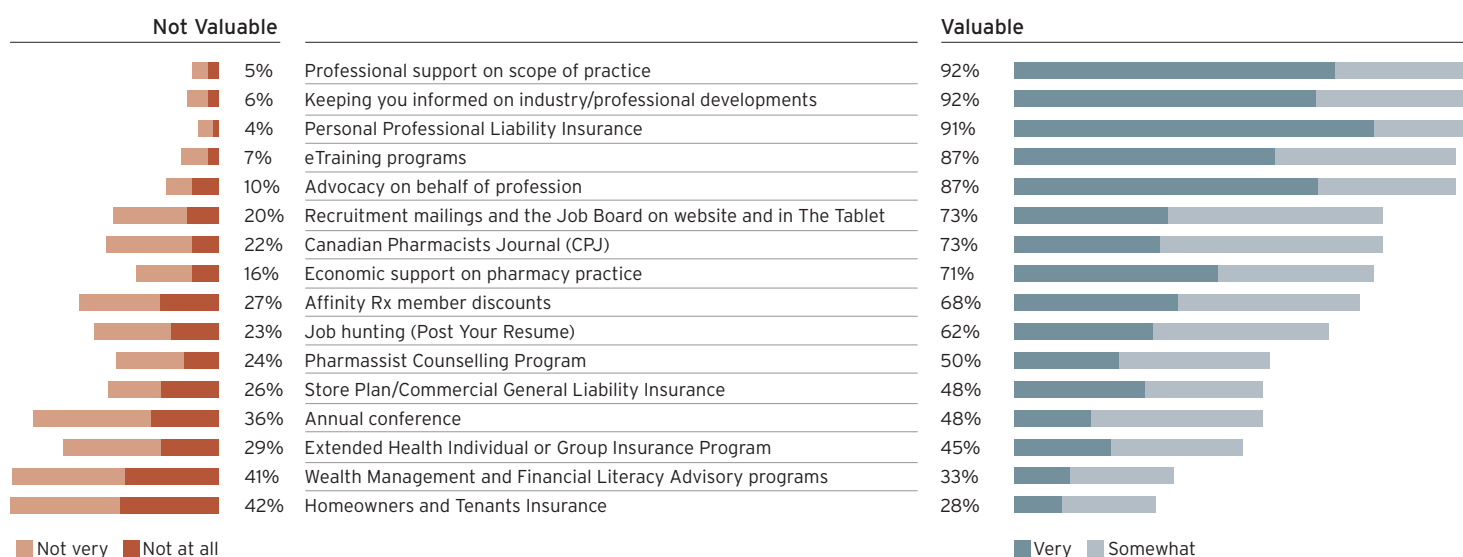 Not Valuable Valuable
5% Professional support on scope of practice 92%
6% Keeping you informed on industry/professional developments 92%
4% Personal Professional Liability Insurance 91%
7% eTraining programs 87%
10% Advocacy on behalf of profession 87%
20% Recruitment mailings and the Job Board on website and in The Tablet 73%
22% Canadian Pharmacists Journal (CPJ) 73%
16% Economic support on pharmacy practice 71%
27% Affinity Rx member discounts 68%
23% Job hunting (Post Your Resume) 62%
24% Pharmassist Counselling Program 50%
26% Store Plan/Commercial General Liability Insurance 48%
36% Annual conference 48%
29% Extended Health Individual or Group Insurance Program 45%
41% Wealth Management and Financial Literacy Advisory programs 33%
42% Homeowners and Tenants Insurance 28%
Not very Not at all Very Somewhat